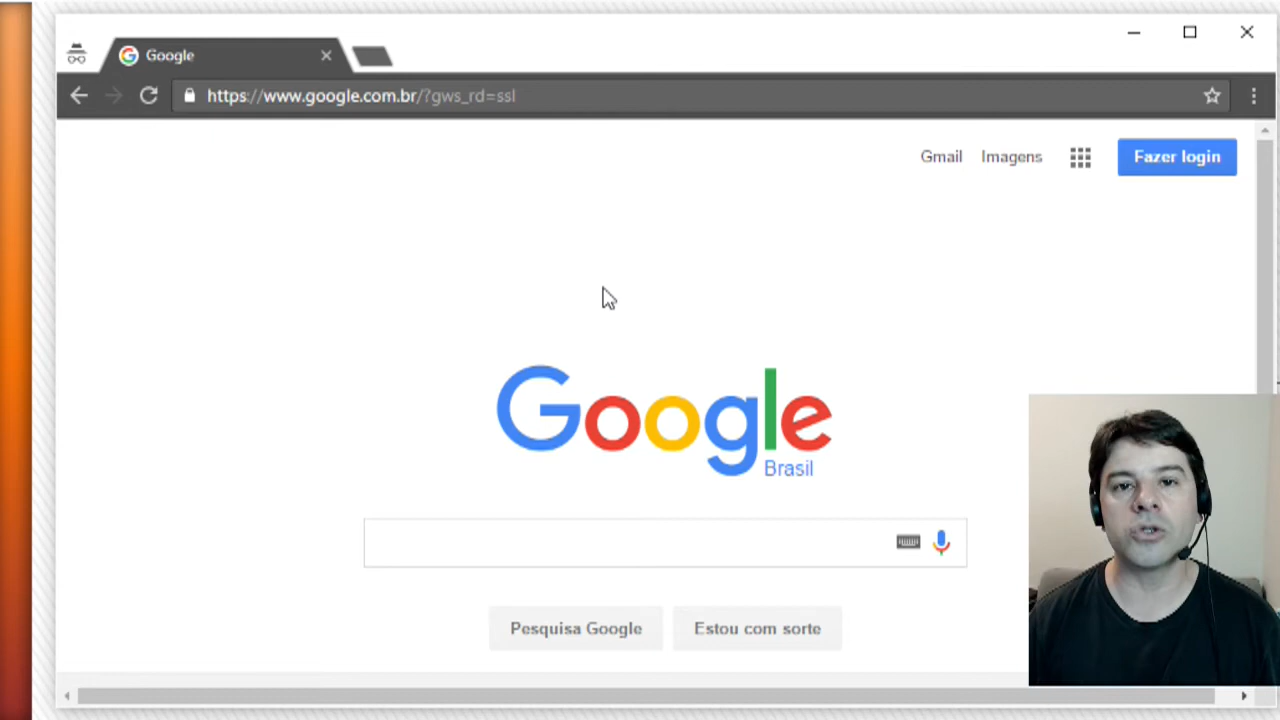 Google
https://www.google.com.br/?gws_rd=ssl
Gmail Imagens Fazer login
Google
Brasil
Pesquisa Google Estou com sorte